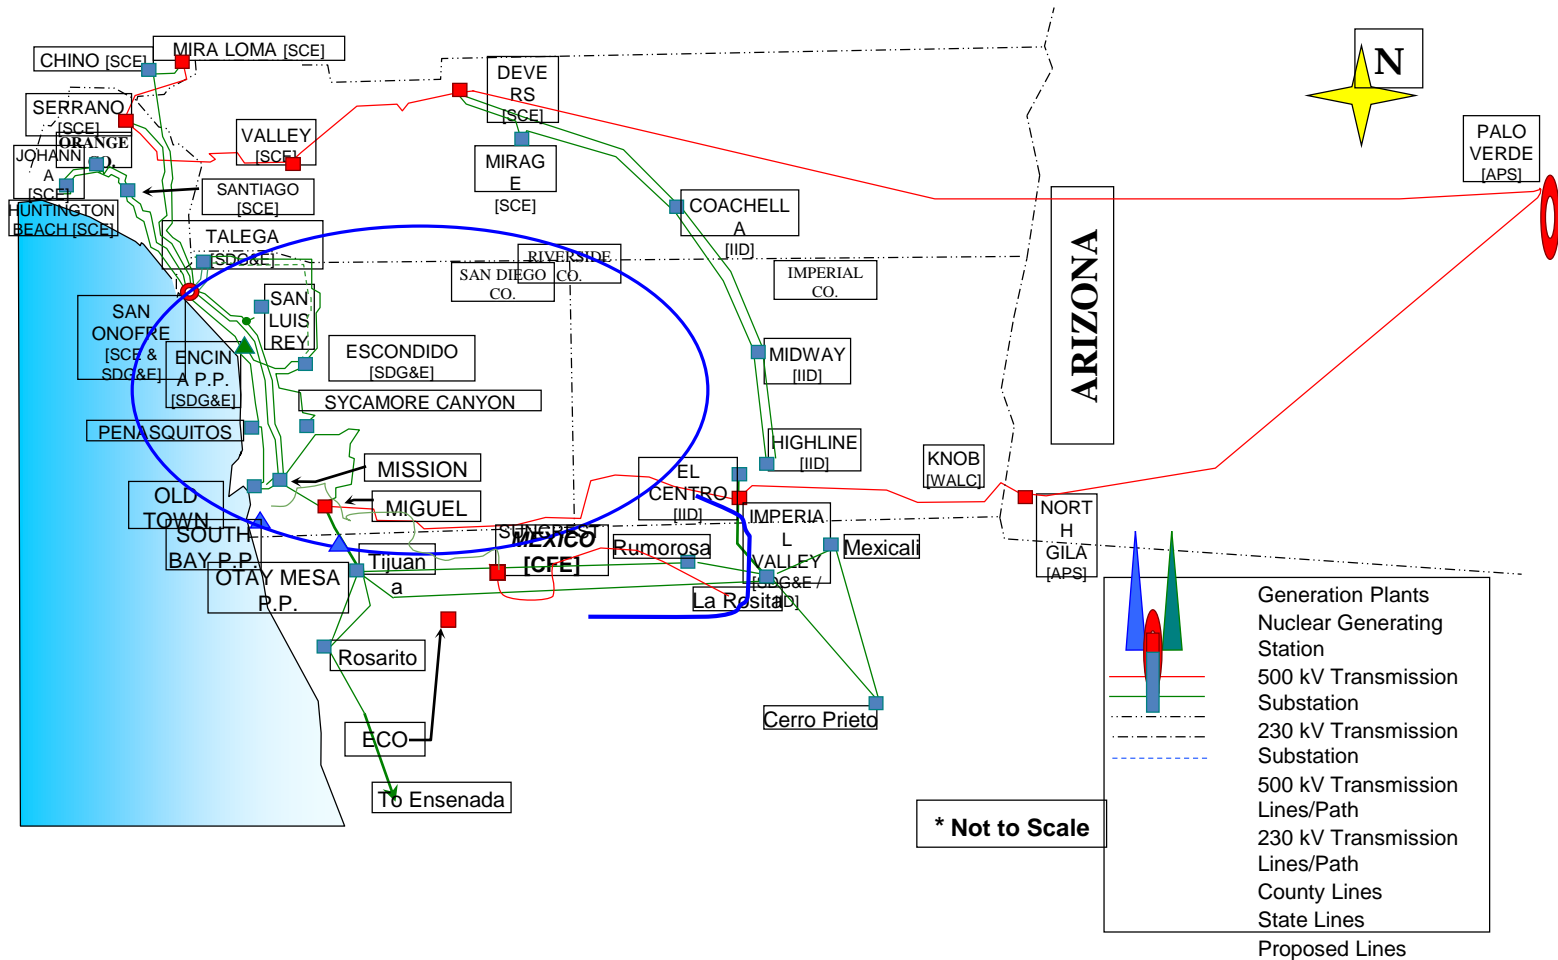 MIRA LOMA [SCE]
CHINO [SCE]
N
DEVE
RS
[SCE]
SERRANO
[SCE]
ORANGE
CO.
VALLEY
[SCE]
PALO
VERDE
[APS]
JOHANN
A
[SCE]
MIRAG
E
[SCE]
SANTIAGO
[SCE]
HUNTINGTON
BEACH [SCE]
COACHELL
A
[IID]
TALEGA
[SDG&E]
RIVERSIDE
CO.
SAN DIEGO
CO.
IMPERIAL
CO.
ARIZONA
SAN
ONOFRE
[SCE &
SDG&E]
SAN
LUIS
REY
ENCIN
A P.P.
[SDG&E]
ESCONDIDO
[SDG&E]
MIDWAY
[IID]
SYCAMORE CANYON
PENASQUITOS
HIGHLINE
[IID]
MISSION
EL
CENTRO
[IID]
KNOB
[WALC]
OLD
TOWN
MIGUEL
NORT
H
GILA
[APS]
IMPERIA
L
VALLEY
[SDG&E /
IID]
SOUTH
BAY P.P.
SUNCREST
MEXICO
[CFE]
Rumorosa
Mexicali
Tijuan
a
OTAY MESA
P.P.
La Rosita
Rosarito
Cerro Prieto
ECO
To Ensenada
* Not to Scale
Generation Plants
Nuclear Generating
Station
500 kV Transmission
Substation
230 kV Transmission
Substation
500 kV Transmission
Lines/Path
230 kV Transmission
Lines/Path
County Lines
State Lines
Proposed Lines